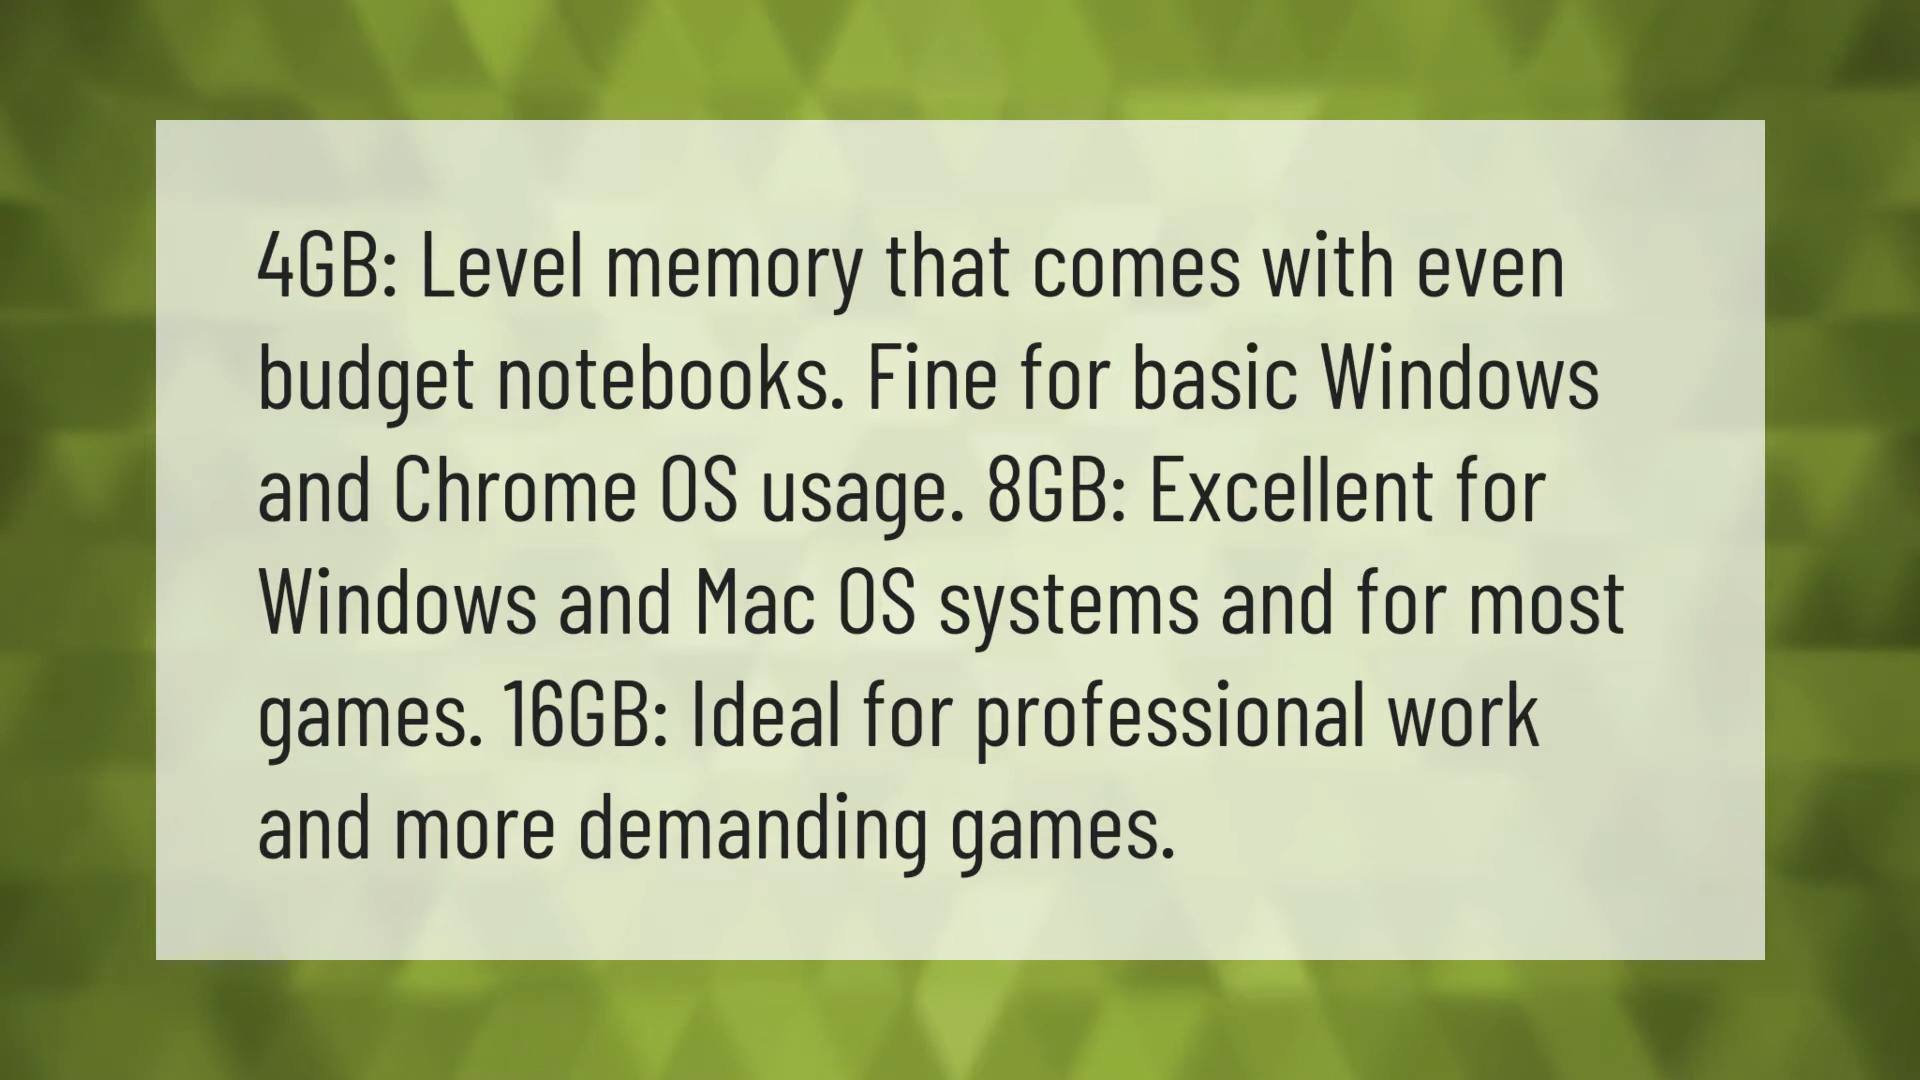 4GB: Level memory that comes with even
budget notebooks. Fine for basic Windows
and Chrome OS usage. 8GB: Excellent for
Windows and Mac OS systems and for most
games. 16GB: Ideal for professional work
and more demanding games.